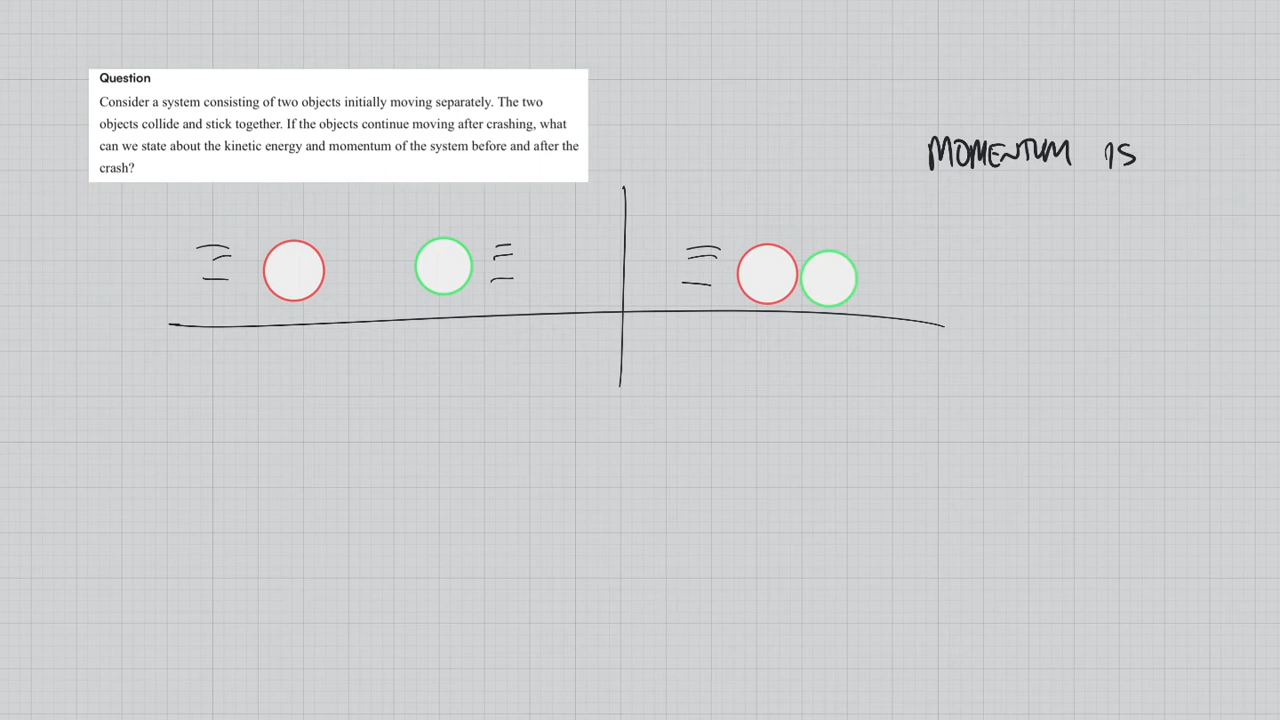 Question
Consider a system consisting of two objects initially moving separately. The two
objects collide and stick together. If the objects continue moving after crashing, what
can we state about the kinetic energy and momentum of the system before and after the
crash?
MOMENTUM IS